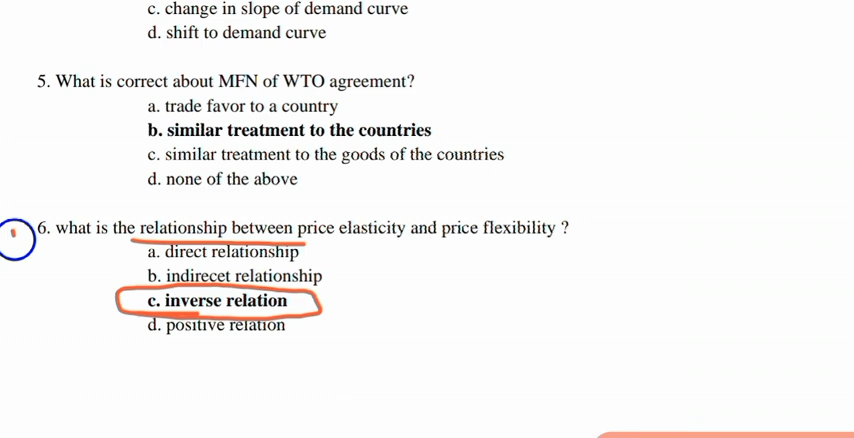 c. change in slope of demand curve
d. shift to demand curve
5. What is correct about MFN of WTO agreement?
a. trade favor to a country
b. similar treatment to the countries
c. similar treatment to the goods of the countries
d. none of the above
6. what is the relationship between price elasticity and price flexibility ?
a. direct relationship
b. indirecet relationship
c. inverse relation
d. positive relation